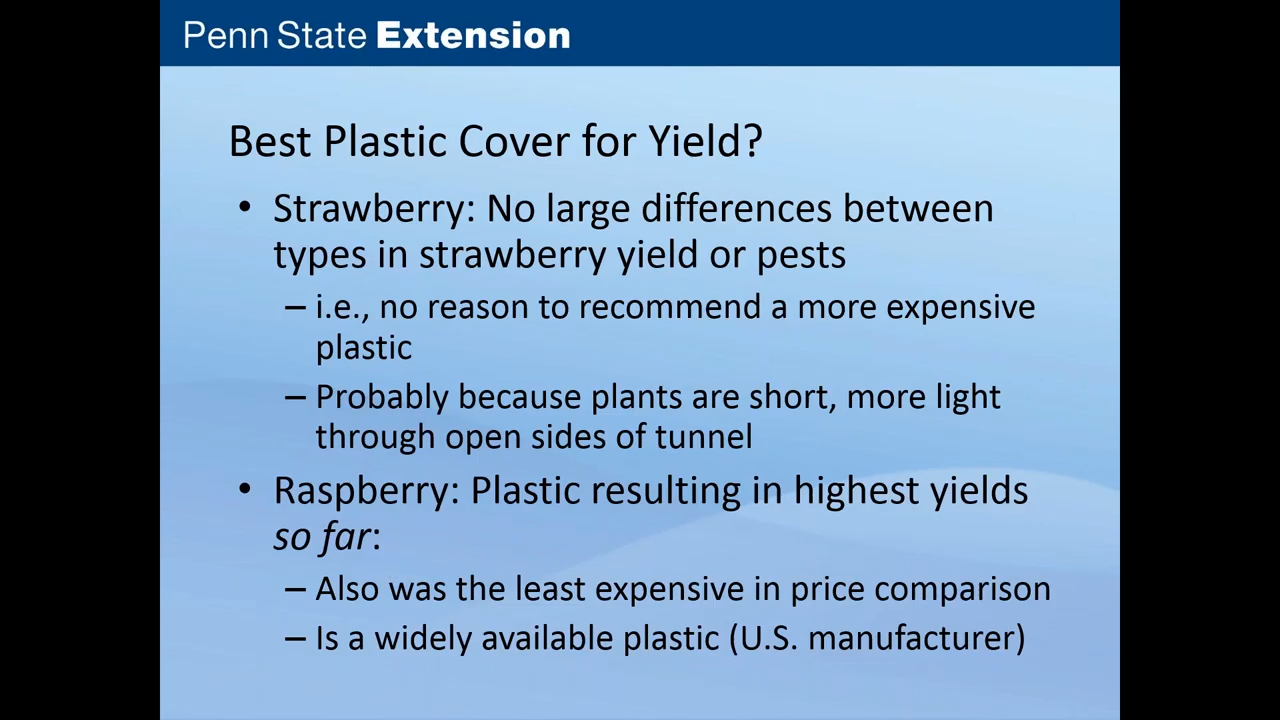 Penn State Extension
Best Plastic Cover for Yield?
• Strawberry: No large differences between
types in strawberry yield or pests
– i.e., no reason to recommend a more expensive
plastic
– Probably because plants are short, more light
through open sides of tunnel
• Raspberry: Plastic resulting in highest yields
so far:
– Also was the least expensive in price comparison
– Is a widely available plastic (U.S. manufacturer)